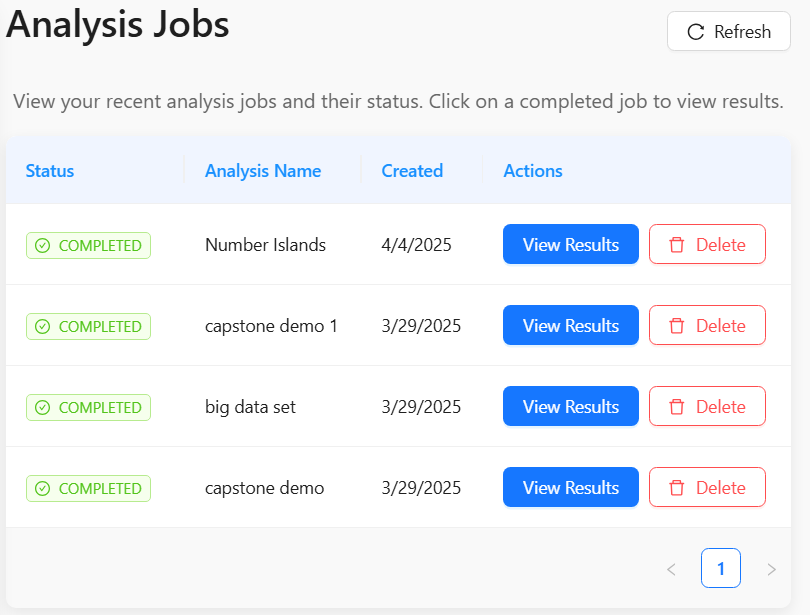 Analysis Jobs
Refresh
View your recent analysis jobs and their status. Click on a completed job to view results.
Status Analysis Name Created Actions
COMPLETED Number Islands 4/4/2025 View Results Delete
COMPLETED capstone demo 1 3/29/2025 View Results Delete
COMPLETED big data set 3/29/2025 View Results Delete
COMPLETED capstone demo 3/29/2025 View Results Delete
< 1 >